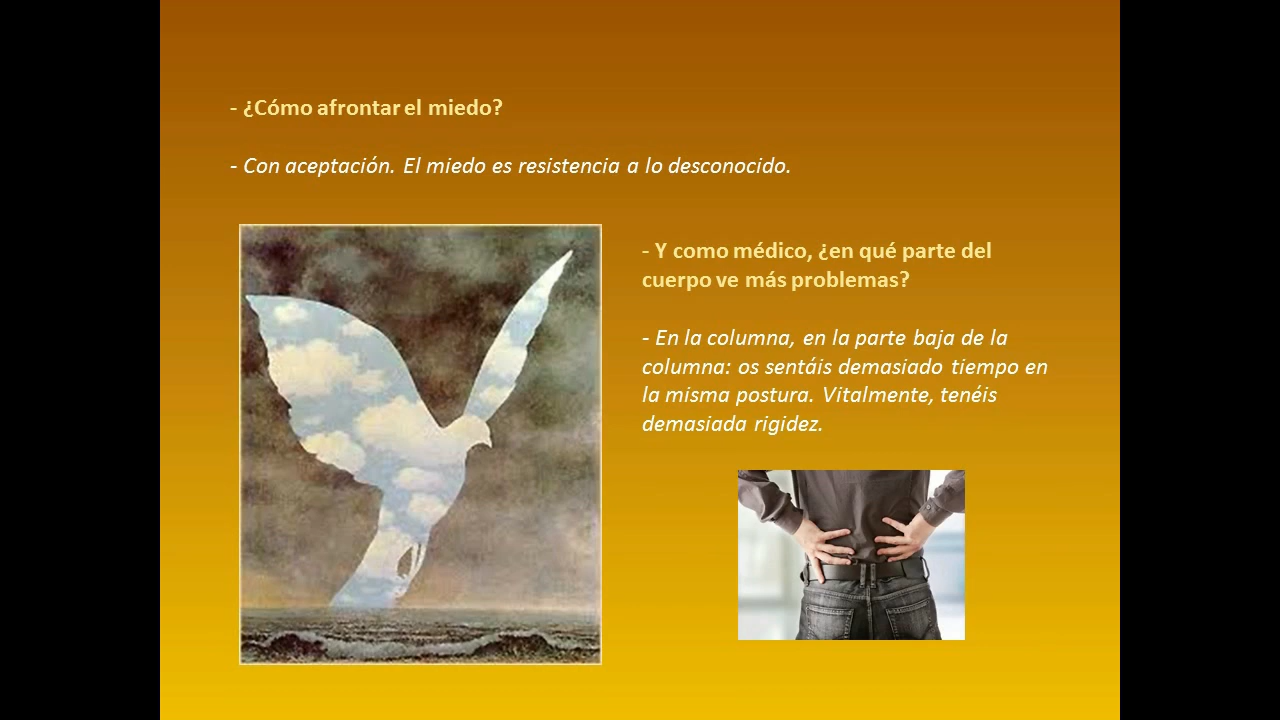 - ¿Cómo afrontar el miedo?
- Con aceptación. El miedo es resistencia a lo desconocido.
- Y como médico, ¿en qué parte del
cuerpo ve más problemas?
- En la columna, en la parte baja de la
columna: os sentáis demasiado tiempo en
la misma postura. Vitalmente, tenéis
demasiada rigidez.